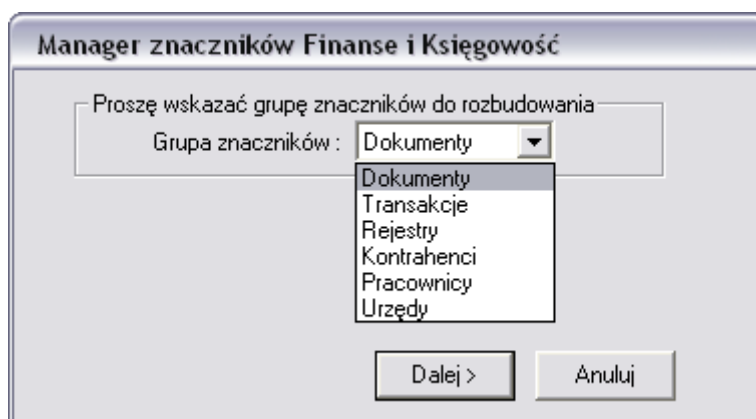 Manager znaczników Finanse i Księgowość
Proszę wskazać grupę znaczników do rozbudowania
Grupa znaczników : Dokumenty
Dokumenty
Transakcje
Rejestry
Kontrahenci
Pracownicy
Urzędy
Dalej > Anuluj